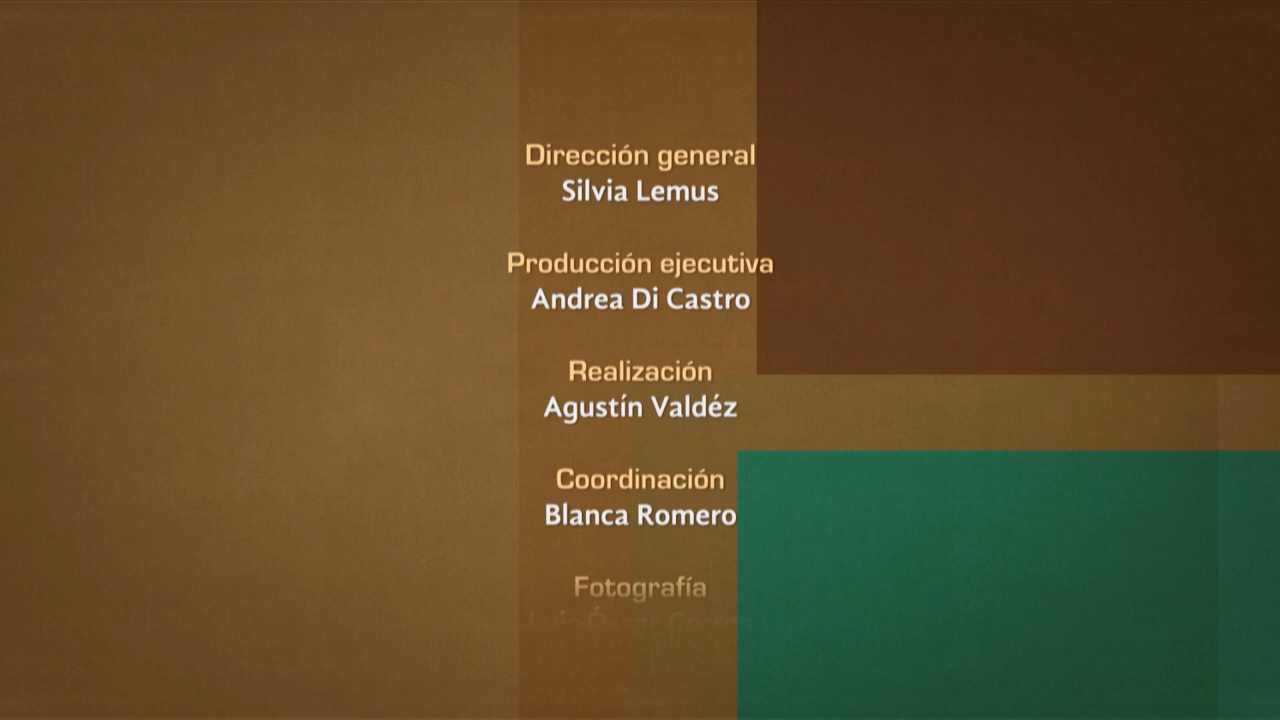 Dirección general
Silvia Lemus
Producción ejecutiva
Andrea Di Castro
Realización
Agustín Valdéz
Coordinación
Blanca Romero
Fotografía